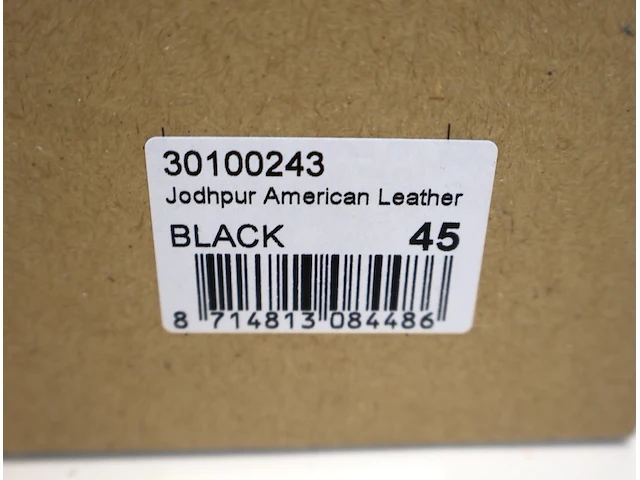 30100243
Jodhpur American Leather
BLACK 45
8 714813 084486